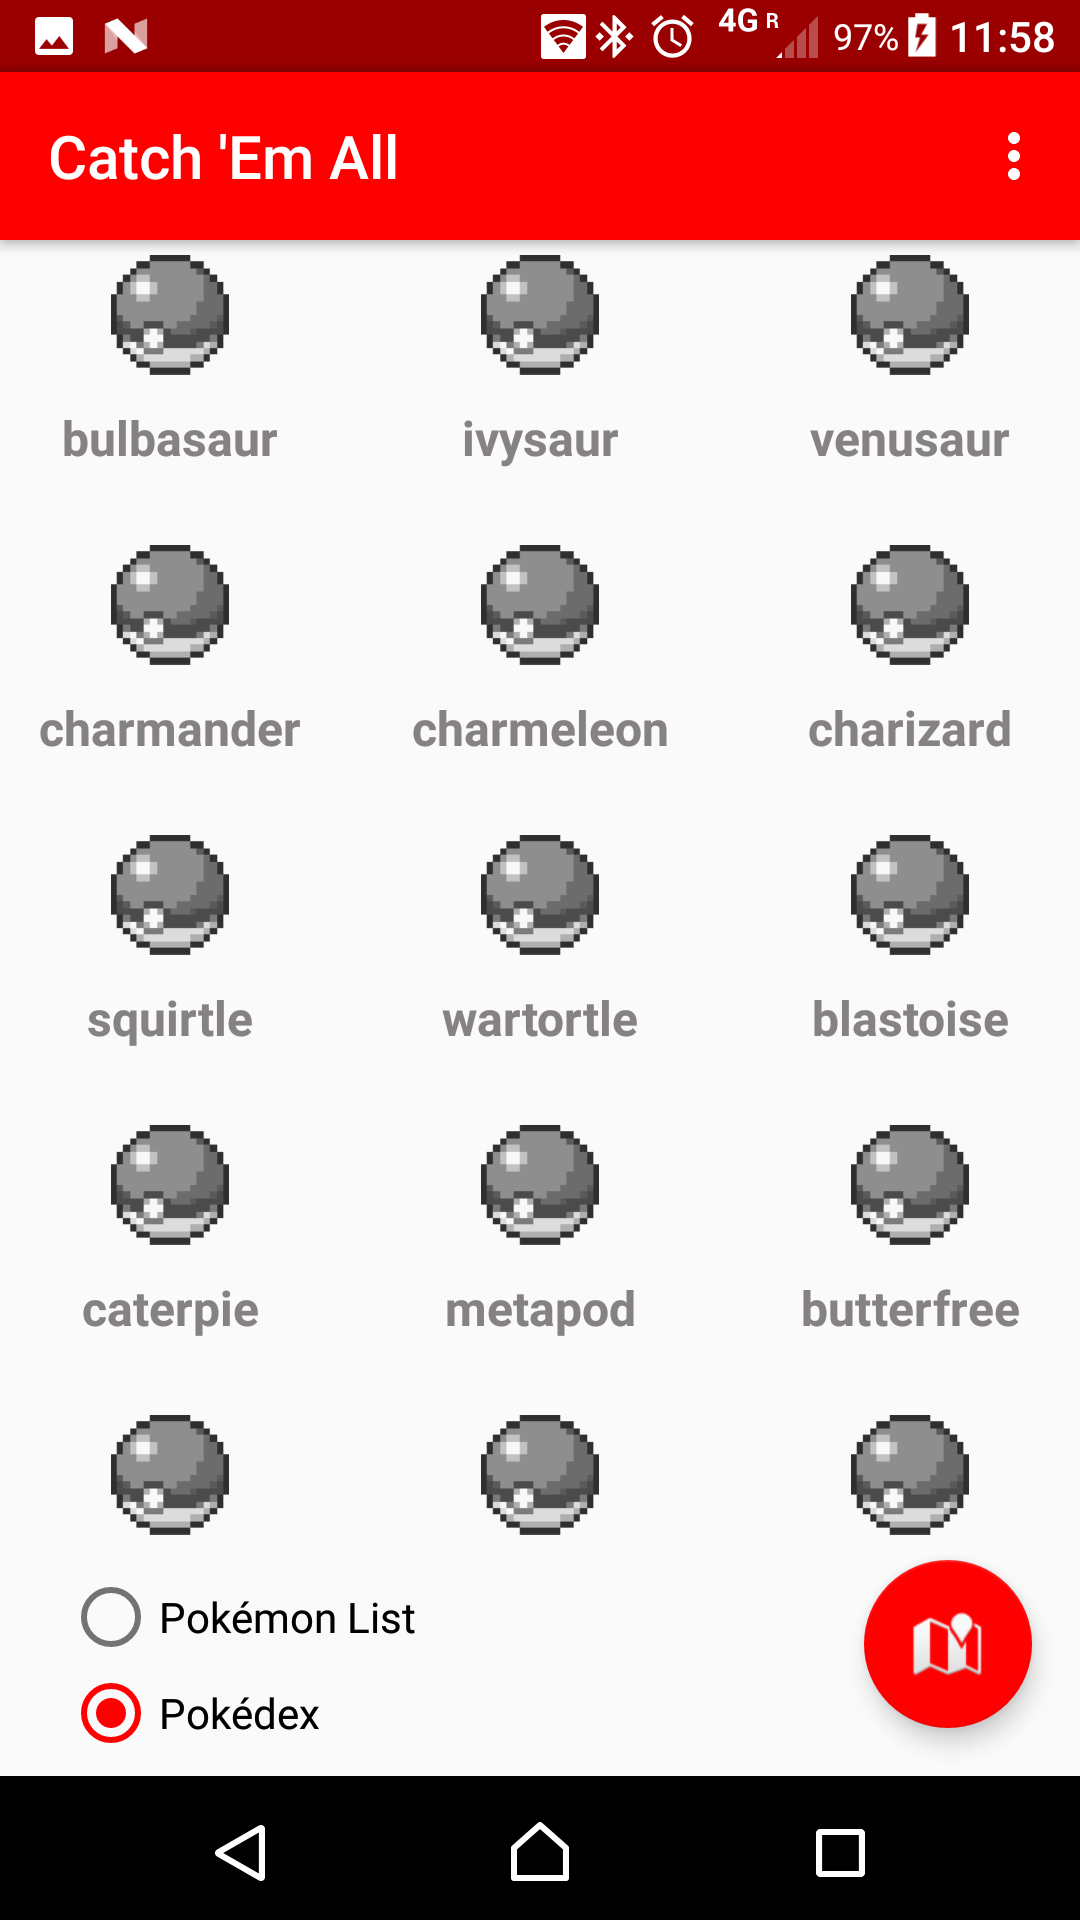 4G R 97% 11:58
Catch 'Em All
bulbasaur ivysaur venusaur
charmander charmeleon charizard
squirtle wartortle blastoise
caterpie metapod butterfree
Pokémon List
Pokédex